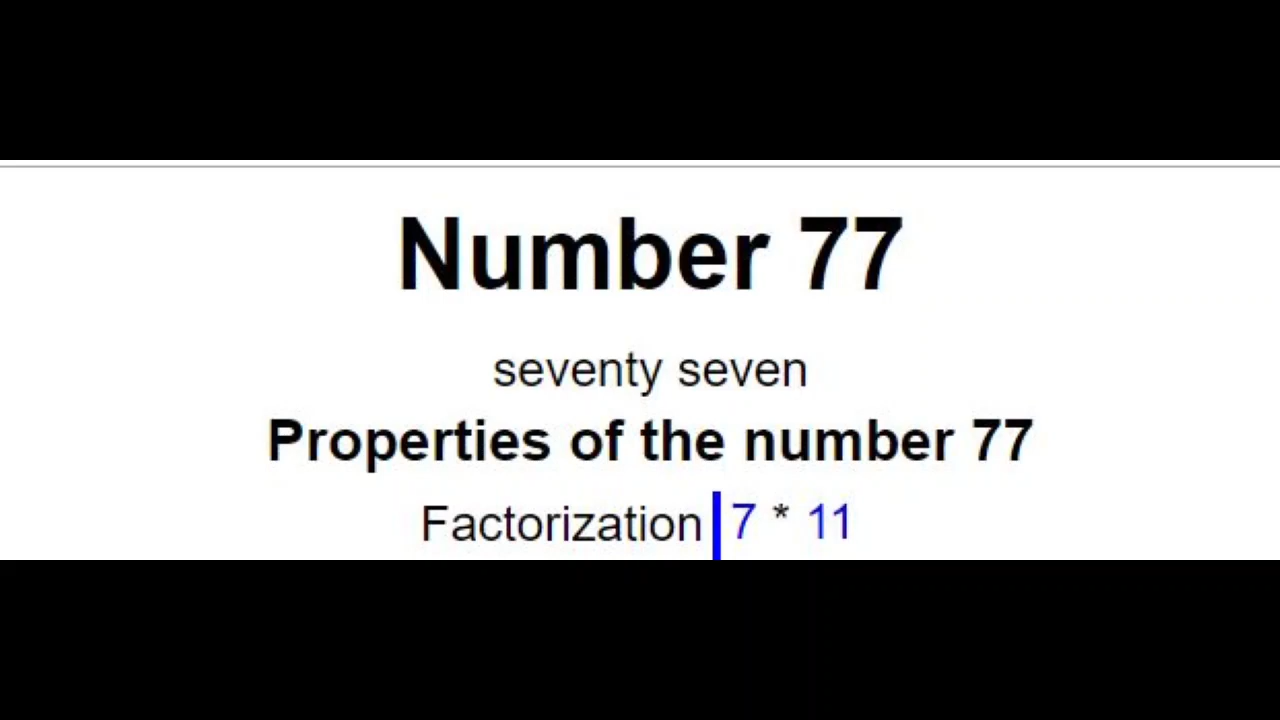 Number 77
seventy seven
Properties of the number 77
Factorization 7 * 11